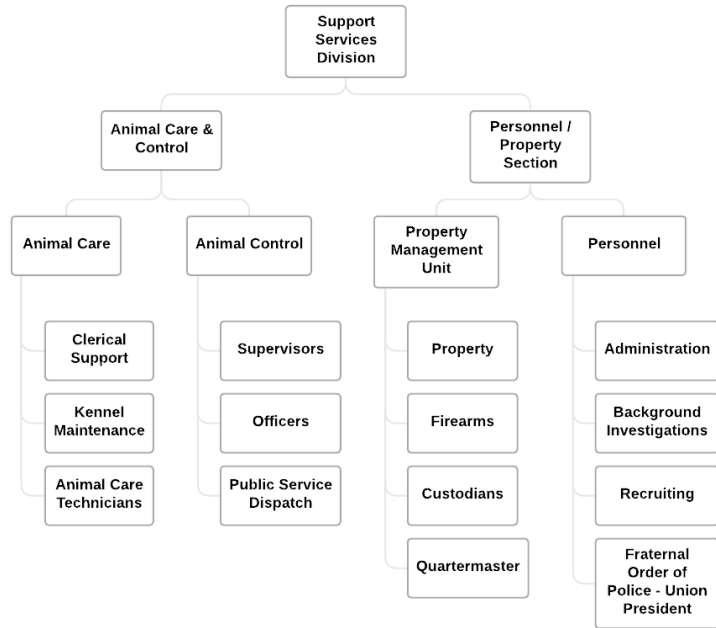 Support
Services
Division
Animal Care &
Control
Personnel /
Property
Section
Animal Care
Animal Control
Property
Management
Unit
Personnel
Clerical
Support
Kennel
Maintenance
Animal Care
Technicians
Supervisors
Officers
Public Service
Dispatch
Property
Firearms
Custodians
Quartermaster
Administration
Background
Investigations
Recruiting
Fraternal
Order of
Police - Union
President